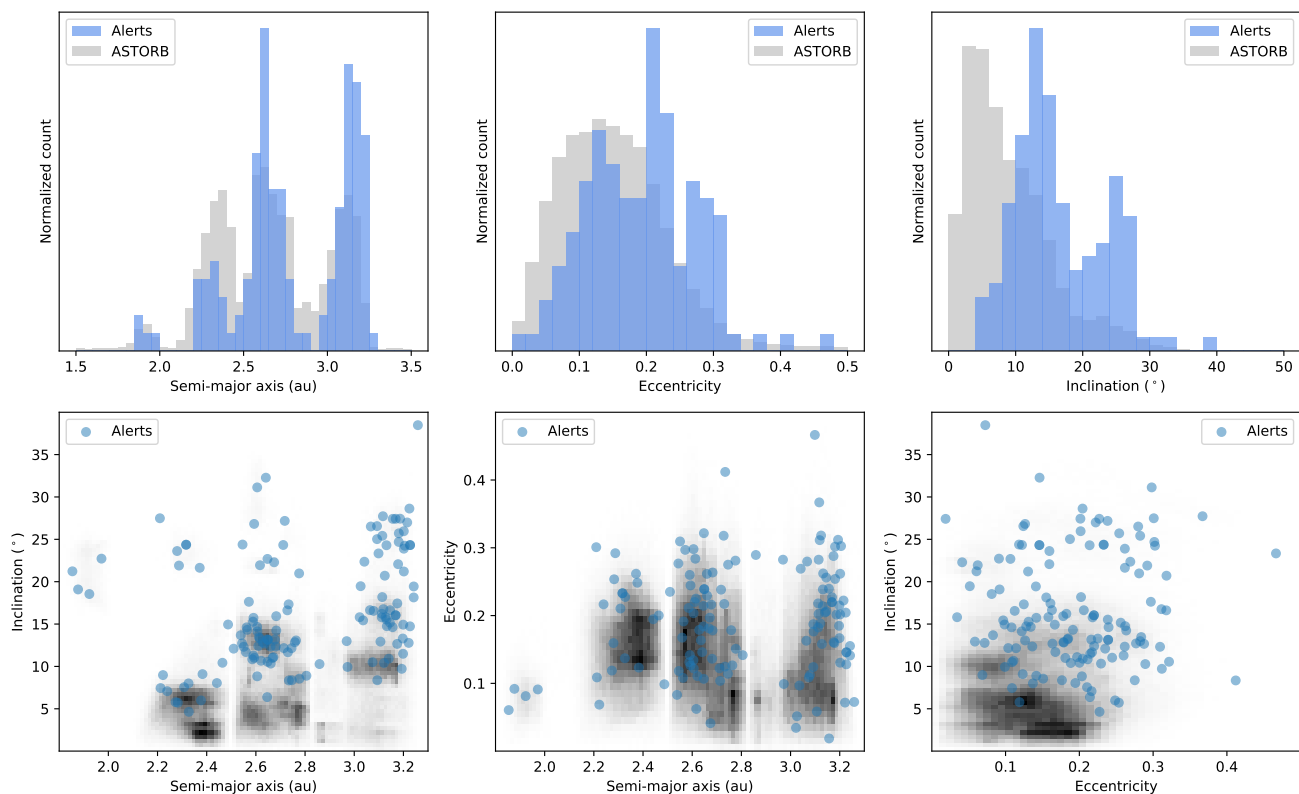 Alerts
ASTORB
Normalized count
1.5 2.0 2.5 3.0 3.5
Semi-major axis (au)
Alerts
ASTORB
Normalized count
0.0 0.1 0.2 0.3 0.4 0.5
Eccentricity
Alerts
ASTORB
Normalized count
0 10 20 30 40 50
Inclination (°)
Alerts
Inclination (°)
35
30
25
20
15
10
5
2.0 2.2 2.4 2.6 2.8 3.0 3.2
Semi-major axis (au)
Alerts
Eccentricity
0.4
0.3
0.2
0.1
2.0 2.2 2.4 2.6 2.8 3.0 3.2
Semi-major axis (au)
Alerts
Inclination (°)
35
30
25
20
15
10
5
0.1 0.2 0.3 0.4
Eccentricity